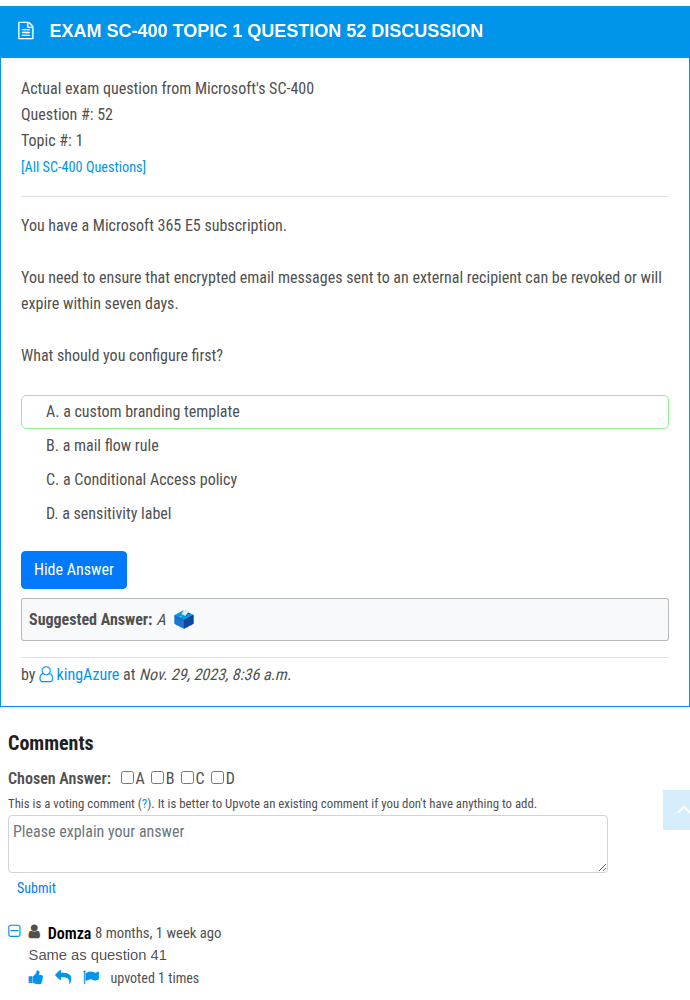 EXAM SC-400 TOPIC 1 QUESTION 52 DISCUSSION
Actual exam question from Microsoft's SC-400
Question #: 52
Topic #: 1
[All SC-400 Questions]
You have a Microsoft 365 E5 subscription.
You need to ensure that encrypted email messages sent to an external recipient can be revoked or will
expire within seven days.
What should you configure first?
A. a custom branding template
B. a mail flow rule
C. a Conditional Access policy
D. a sensitivity label
Hide Answer
Suggested Answer: A
by kingAzure at Nov. 29, 2023, 8:36 a.m.
Comments
Chosen Answer: A B C D
This is a voting comment (?). It is better to Upvote an existing comment if you don't have anything to add.
Please explain your answer
Submit
Domza 8 months, 1 week ago
Same as question 41
upvoted 1 times